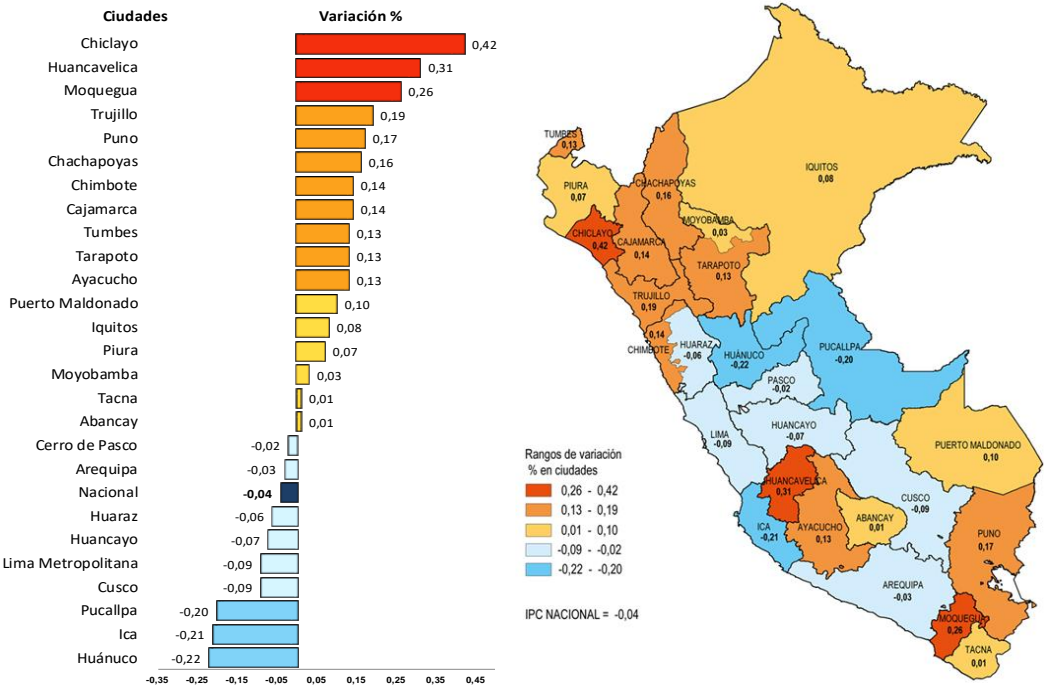 Ciudades Variación %
Chiclayo 0,42
Huancavelica 0,31
Moquegua 0,26
Trujillo 0,19
Puno 0,17
Chachapoyas 0,16
Chimbote 0,14
Cajamarca 0,14
Tumbes 0,13
Tarapoto 0,13
Ayacucho 0,13
Puerto Maldonado 0,10
Iquitos 0,08
Piura 0,07
Moyobamba 0,03
Tacna 0,01
Abancay 0,01
Cerro de Pasco -0,02
Arequipa -0,03
Nacional -0,04
Huaraz -0,06
Huancayo -0,07
Lima Metropolitana -0,09
Cusco -0,09
Pucallpa -0,20
Ica -0,21
Huánuco -0,22
-0,35 -0,25 -0,15 -0,05 0,05 0,15 0,25 0,35 0,45
TUMBES
0,13
PIURA
0,07
CHICLAYO
0,42
CAJAMARCA
0,14
CHACHAPOYAS
0,16
MOYOBAMBA
0,03
IQUITOS
0,08
TARAPOTO
0,13
TRUJILLO
0,19
0,14
CHIMBOTE
HUARAZ
-0,06
HUÁNUCO
-0,22
PUCALLPA
-0,20
PASCO
-0,02
LIMA
-0,09
HUANCAYO
-0,07
PUERTO MALDONADO
0,10
HUANCAVELICA
0,31
CUSCO
-0,09
ICA
-0,21
AYACUCHO
0,13
ABANCAY
0,01
PUNO
0,17
AREQUIPA
-0,03
MOQUEGUA
0,26
TACNA
0,01
Rangos de variación
% en ciudades
0,26 - 0,42
0,13 - 0,19
0,01 - 0,10
-0,09 - -0,02
-0,22 - -0,20
IPC NACIONAL = -0,04